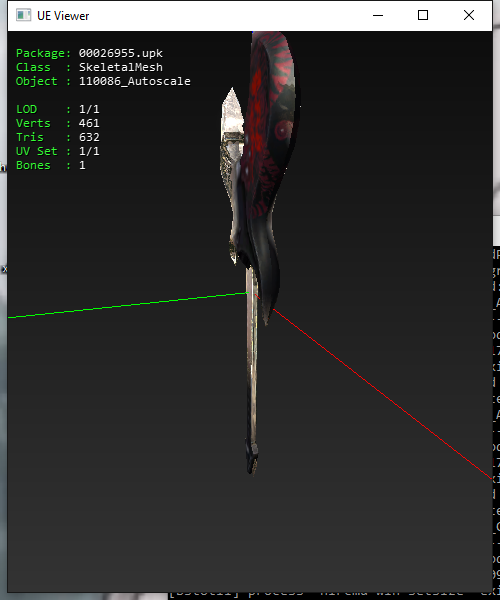 UE Viewer
Package: 00026955.upk
Class : SkeletalMesh
Object : 110086_Autoscale
LOD : 1/1
Verts : 461
Tris : 632
UV Set : 1/1
Bones : 1